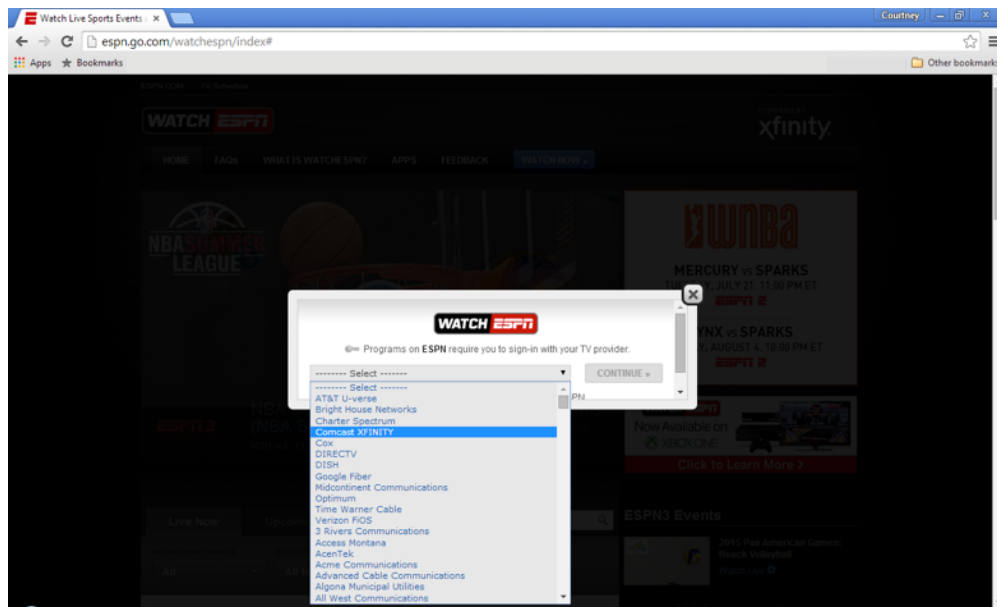 Watch Live Sports Events
Courtney
espn.go.com/watchespn/index#
Apps
Bookmarks
Other bookmarks
ESPN.COM TV Schedule
WATCH ESPN
xfinity
HOME FAQs WHAT IS WATCHESPN? APPS FEEDBACK WATCH NOW
NBA SUMMER
LEAGUE
WNBA
MERCURY vs SPARKS
TUESDAY, JULY 21, 11:00 PM ET
ESPN 2
LYNX vs SPARKS
AUGUST 4, 10:00 PM ET
ESPN 2
WATCH ESPN
Programs on ESPN require you to sign-in with your TV provider.
-------- Select -------
CONTINUE »
-------- Select -------
AT&T U-verse
Bright House Networks
Charter Spectrum
Comcast XFINITY
Cox
DIRECTV
DISH
Google Fiber
Midcontinent Communications
Optimum
Time Warner Cable
Verizon FiOS
3 Rivers Communications
Access Montana
AcenTek
Acme Communications
Advanced Cable Communications
Algona Municipal Utilities
All West Communications
WATCH ESPN
Now Available on
XBOX ONE
Click to Learn More >
Live Now
ESPN3 Events
2015 Pan American Games:
Beach Volleyball
Watch Live
All